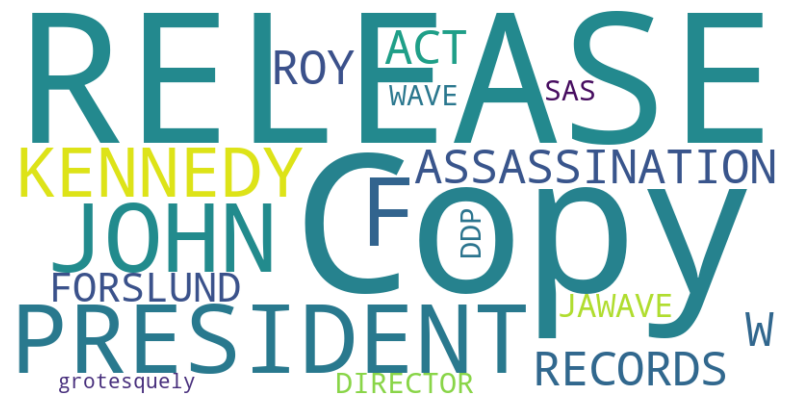 RELEASE
ROY
ACT
WAVE
SAS
KENNEDY
ASSASSINATION
Copy
F
JOHN
DDP
FORSLUND
JAWAVE
PRESIDENT
W
RECORDS
grotesquely
DIRECTOR